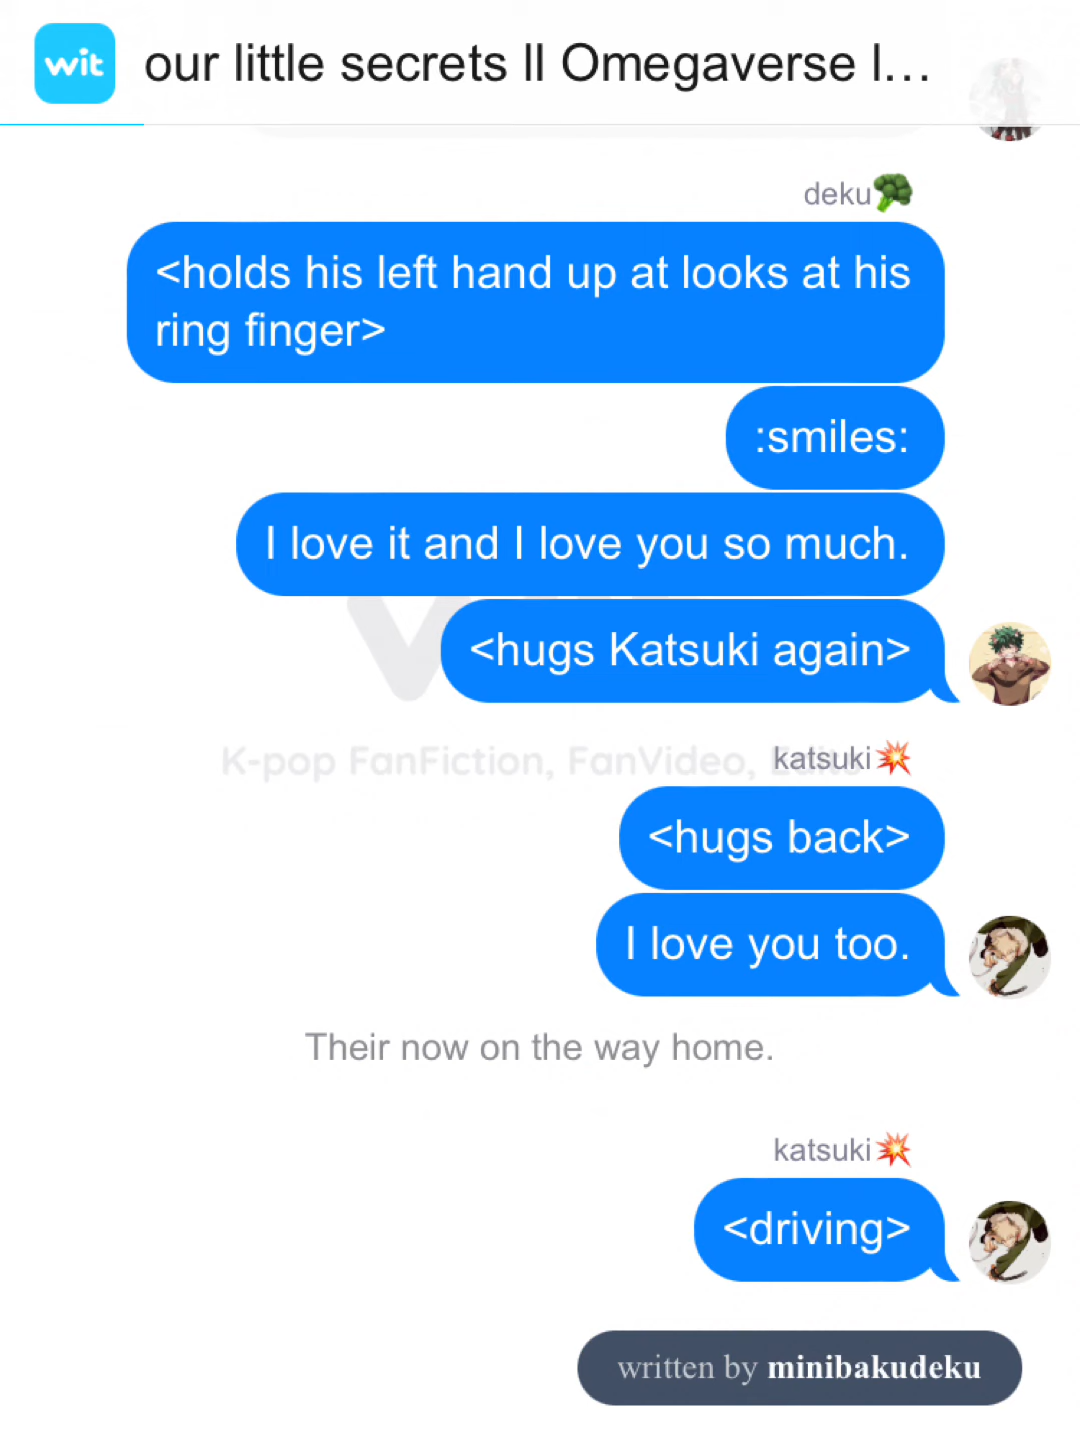 wit
our little secrets ll Omegaverse l...
deku🥦
<holds his left hand up at looks at his
ring finger>
:smiles:
I love it and I love you so much.
<hugs Katsuki again>
K-pop FanFiction, FanVideo, Edits
katsuki💥
<hugs back>
I love you too.
Their now on the way home.
katsuki💥
<driving>
written by minibakudeku